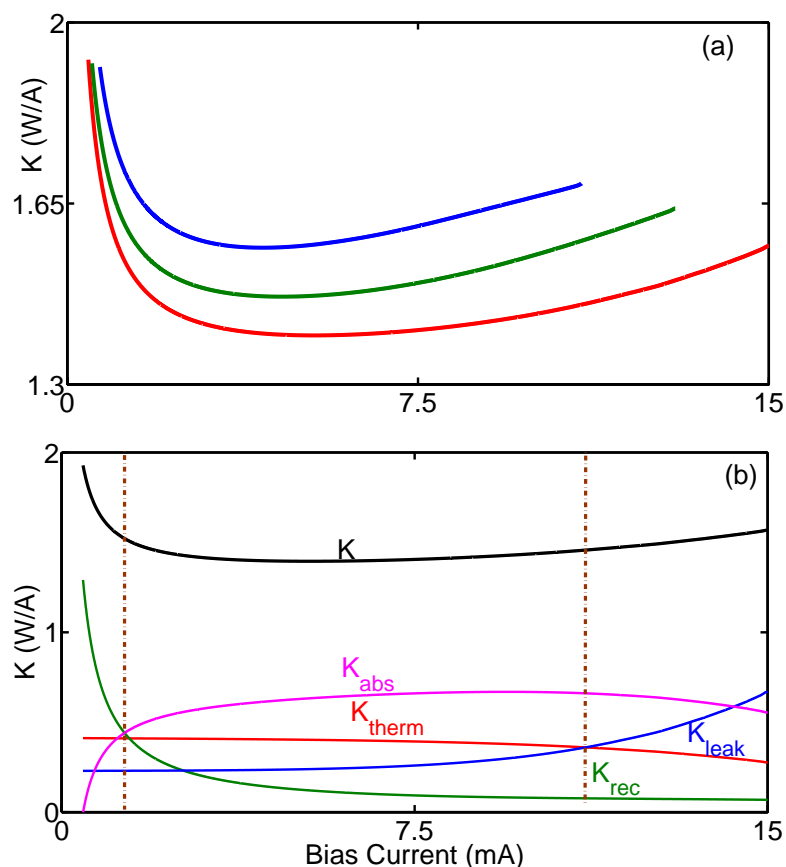 2
(a)
K (W/A)
1.65
1.3
0
7.5
15
2
(b)
K
K (W/A)
1
K_abs
K_therm
K_leak
K_rec
0
0
7.5
15
Bias Current (mA)